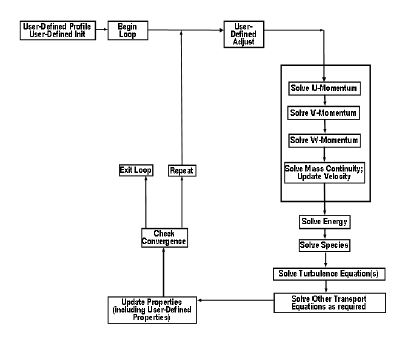 User-Defined Profile
User-Defined Init
Begin
Loop
User-
Defined
Adjust
Solve U-Momentum
Solve V-Momentum
Solve W-Momentum
Solve Mass Continuity;
Update Velocity
Exit Loop
Repeat
Check
Convergence
Solve Energy
Solve Species
Solve Turbulence Equation(s)
Solve Other Transport
Equations as required
Update Properties
(including User-Defined
Properties)